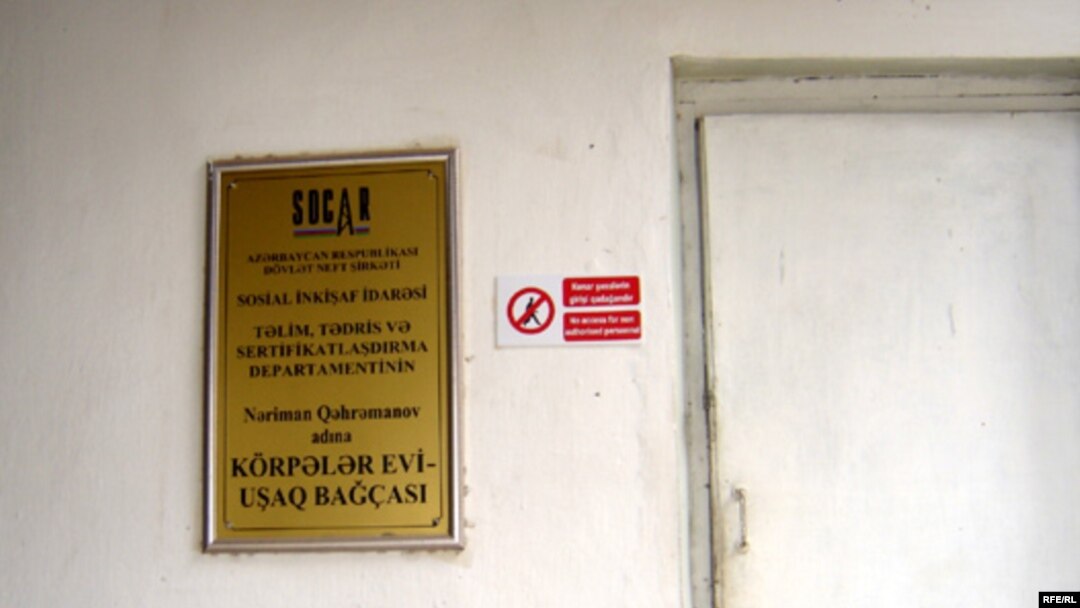 SOCAR
AZƏRBAYCAN RESPUBLİKASI
DÖVLƏT NEFT ŞİRKƏTİ
SOSİAL İNKİŞAF İDARƏSİ
TƏLİM, TƏDRİS VƏ
SERTİFİKATLAŞDIRMA
DEPARTAMENTİNİN
Nəriman Qəhrəmanov
adına
KÖRPƏLƏR EVİ-
UŞAQ BAĞÇASI
Kənar şəxslərin
girişi qadağandır
No access for non
authorised personnel
RFE/RL